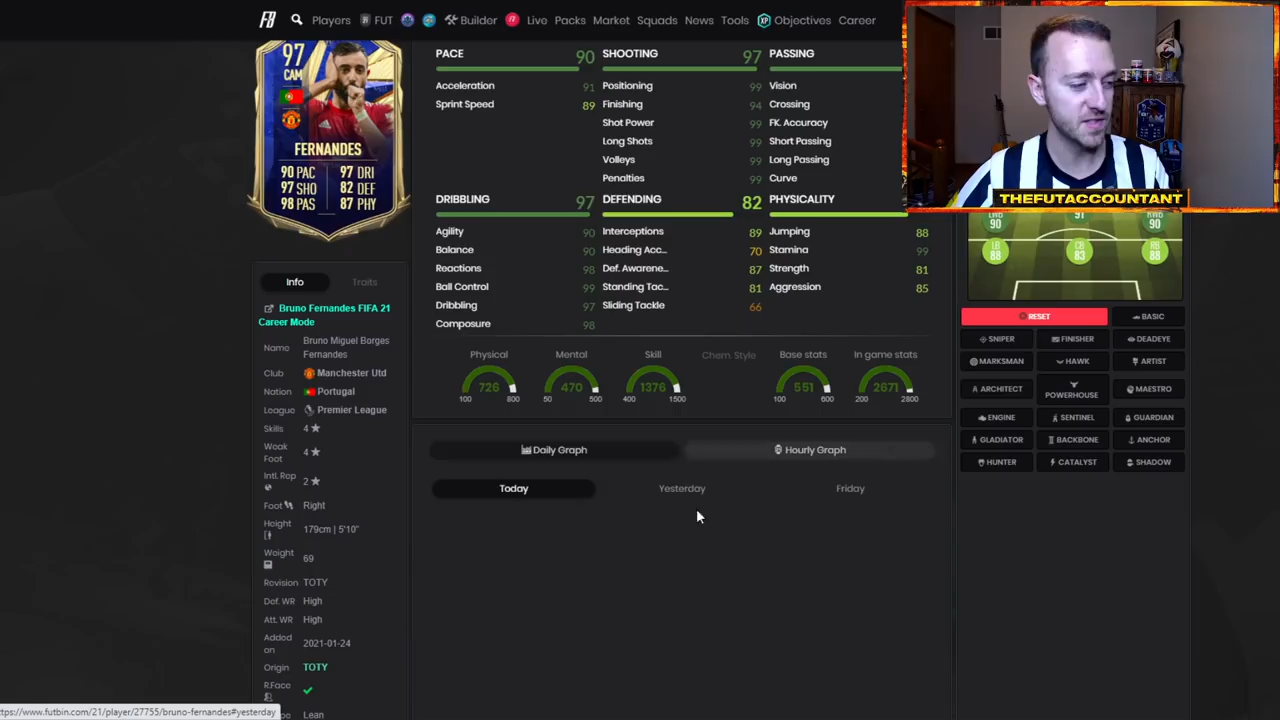 Players FUT Builder Live Packs Market Squads News Tools XP Objectives Career
97
CAM
FERNANDES
90 PAC 97 DRI
97 SHO 82 DEF
98 PAS 87 PHY
PACE 90 SHOOTING 97 PASSING
Acceleration 91 Positioning 99 Vision
Sprint Speed 89 Finishing 94 Crossing
Shot Power 99 FK. Accuracy
Long Shots 99 Short Passing
Volleys 99 Long Passing
Penalties 99 Curve
THEFUTACCOUNTANT
DRIBBLING 97 DEFENDING 82 PHYSICALITY
Agility 90 Interceptions 89 Jumping 88
Balance 90 Heading Acc... 70 Stamina 99
Reactions 98 Def. Awarene... 87 Strength 81
Ball Control 99 Standing Tac... 81 Aggression 85
Dribbling 97 Sliding Tackle 66
Composure 98
LWB 90 91 RWB 90
LB 88 CB 83 RB 88
Physical Mental Skill Chem. Style Base stats In game stats
726 470 1376 551 2671
100 800 50 500 400 1500 100 600 200 2800
Daily Graph Hourly Graph
Today Yesterday Friday
Info Traits
Bruno Fernandes FIFA 21
Career Mode
Name Bruno Miguel Borges
Fernandes
Club Manchester Utd
Nation Portugal
League Premier League
Skills 4
Weak
Foot 4
Intl. Rep 2
Foot Right
Height 179cm | 5'10"
Weight 69
Revision TOTY
Def. WR High
Att. WR High
Added
on 2021-01-24
Origin TOTY
R.Face
Lean
RESET BASIC
SNIPER FINISHER DEADEYE
MARKSMAN HAWK ARTIST
ARCHITECT POWERHOUSE MAESTRO
ENGINE SENTINEL GUARDIAN
GLADIATOR BACKBONE ANCHOR
HUNTER CATALYST SHADOW
ttps://www.futbin.com/21/player/27755/bruno-fernandes#yesterday